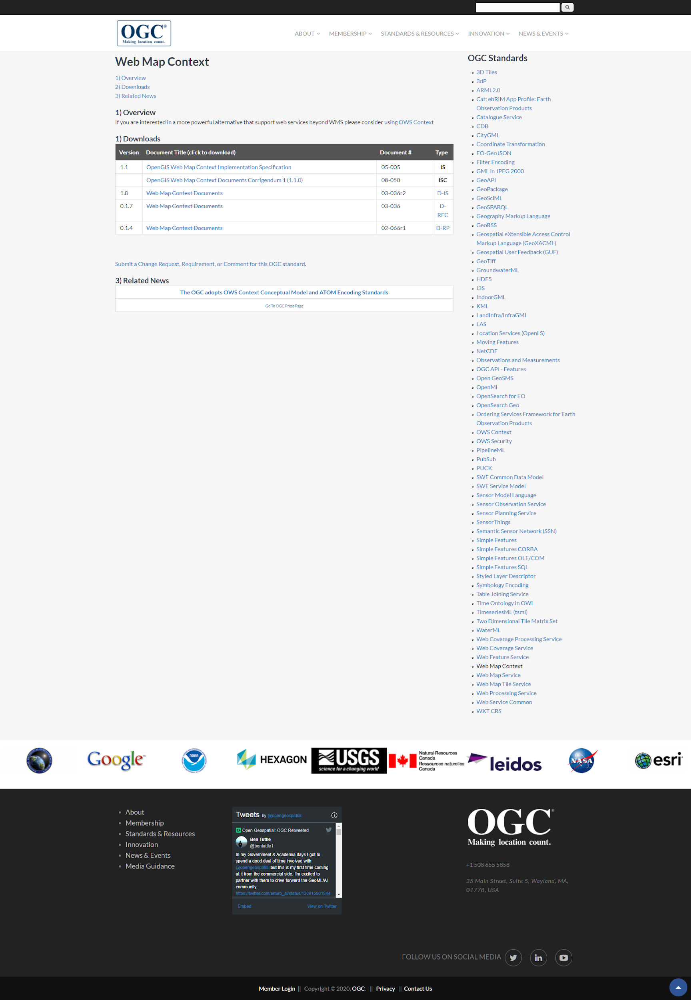 OGC®
Making location count.
ABOUT
MEMBERSHIP
STANDARDS & RESOURCES
INNOVATION
NEWS & EVENTS
Web Map Context
1) Overview
2) Downloads
3) Related News
1) Overview
If you are interested in a more powerful alternative that support web services beyond WMS please consider using OWS Context
1) Downloads
Version Document Title (click to download) Document # Type
1.1 OpenGIS Web Map Context Implementation Specification 05-005 IS
OpenGIS Web Map Context Documents Corrigendum 1 (1.1.0) 08-050 ISC
1.0 Web Map Context Documents 03-036r2 D-IS
0.1.7 Web Map Context Documents 03-036 D-
RFC
0.1.4 Web Map Context Documents 02-066r1 D-RP
Submit a Change Request, Requirement, or Comment for this OGC standard.
3) Related News
The OGC adopts OWS Context Conceptual Model and ATOM Encoding Standards
Go To OGC Press Page
OGC Standards
3D Tiles
3dP
ARML2.0
Cat: ebRIM App Profile: Earth
Observation Products
Catalogue Service
CDB
CityGML
Coordinate Transformation
EO-GeoJSON
Filter Encoding
GML in JPEG 2000
GeoAPI
GeoPackage
GeoSciML
GeoSPARQL
Geography Markup Language
GeoRSS
Geospatial eXtensible Access Control
Markup Language (GeoXACML)
Geospatial User Feedback (GUF)
GeoTiff
GroundwaterML
HDF5
I3S
IndoorGML
KML
LandInfra/InfraGML
LAS
Location Services (OpenLS)
Moving Features
NetCDF
Observations and Measurements
OGC API - Features
Open GeoSMS
OpenMI
OpenSearch for EO
OpenSearch Geo
Ordering Services Framework for Earth
Observation Products
OWS Context
OWS Security
PipelineML
PubSub
PUCK
SWE Common Data Model
SWE Service Model
Sensor Model Language
Sensor Observation Service
Sensor Planning Service
SensorThings
Semantic Sensor Network (SSN)
Simple Features
Simple Features CORBA
Simple Features OLE/COM
Simple Features SQL
Styled Layer Descriptor
Symbology Encoding
Table Joining Service
Time Ontology in OWL
TimeseriesML (tsml)
Two Dimensional Tile Matrix Set
WaterML
Web Coverage Processing Service
Web Coverage Service
Web Feature Service
Web Map Context
Web Map Service
Web Map Tile Service
Web Processing Service
Web Service Common
WKT CRS
Google™
NOAA
HEXAGON
USGS
science for a changing world
Natural Resources
Canada
Ressources naturelles
Canada
leidos
NASA
esri
About
Membership
Standards & Resources
Innovation
News & Events
Media Guidance
Tweets by @opengeospatial
Open Geospatial: OGC Retweeted
Ben Tuttle
@bentuttle1
In my Government & Academia days I got to
spend a good deal of time involved with
@opengeospatial but this is my first time coming
at it from the commercial side. I'm excited to
partner with them to drive forward the GeoML/AI
community.
https://twitter.com/arturo_ai/status/130915501844
Embed View on Twitter
OGC®
Making location count.
+1 508 655 5858
35 Main Street, Suite 5, Wayland, MA,
01778, USA
FOLLOW US ON SOCIAL MEDIA
Member Login || Copyright © 2020, OGC. || Privacy || Contact Us